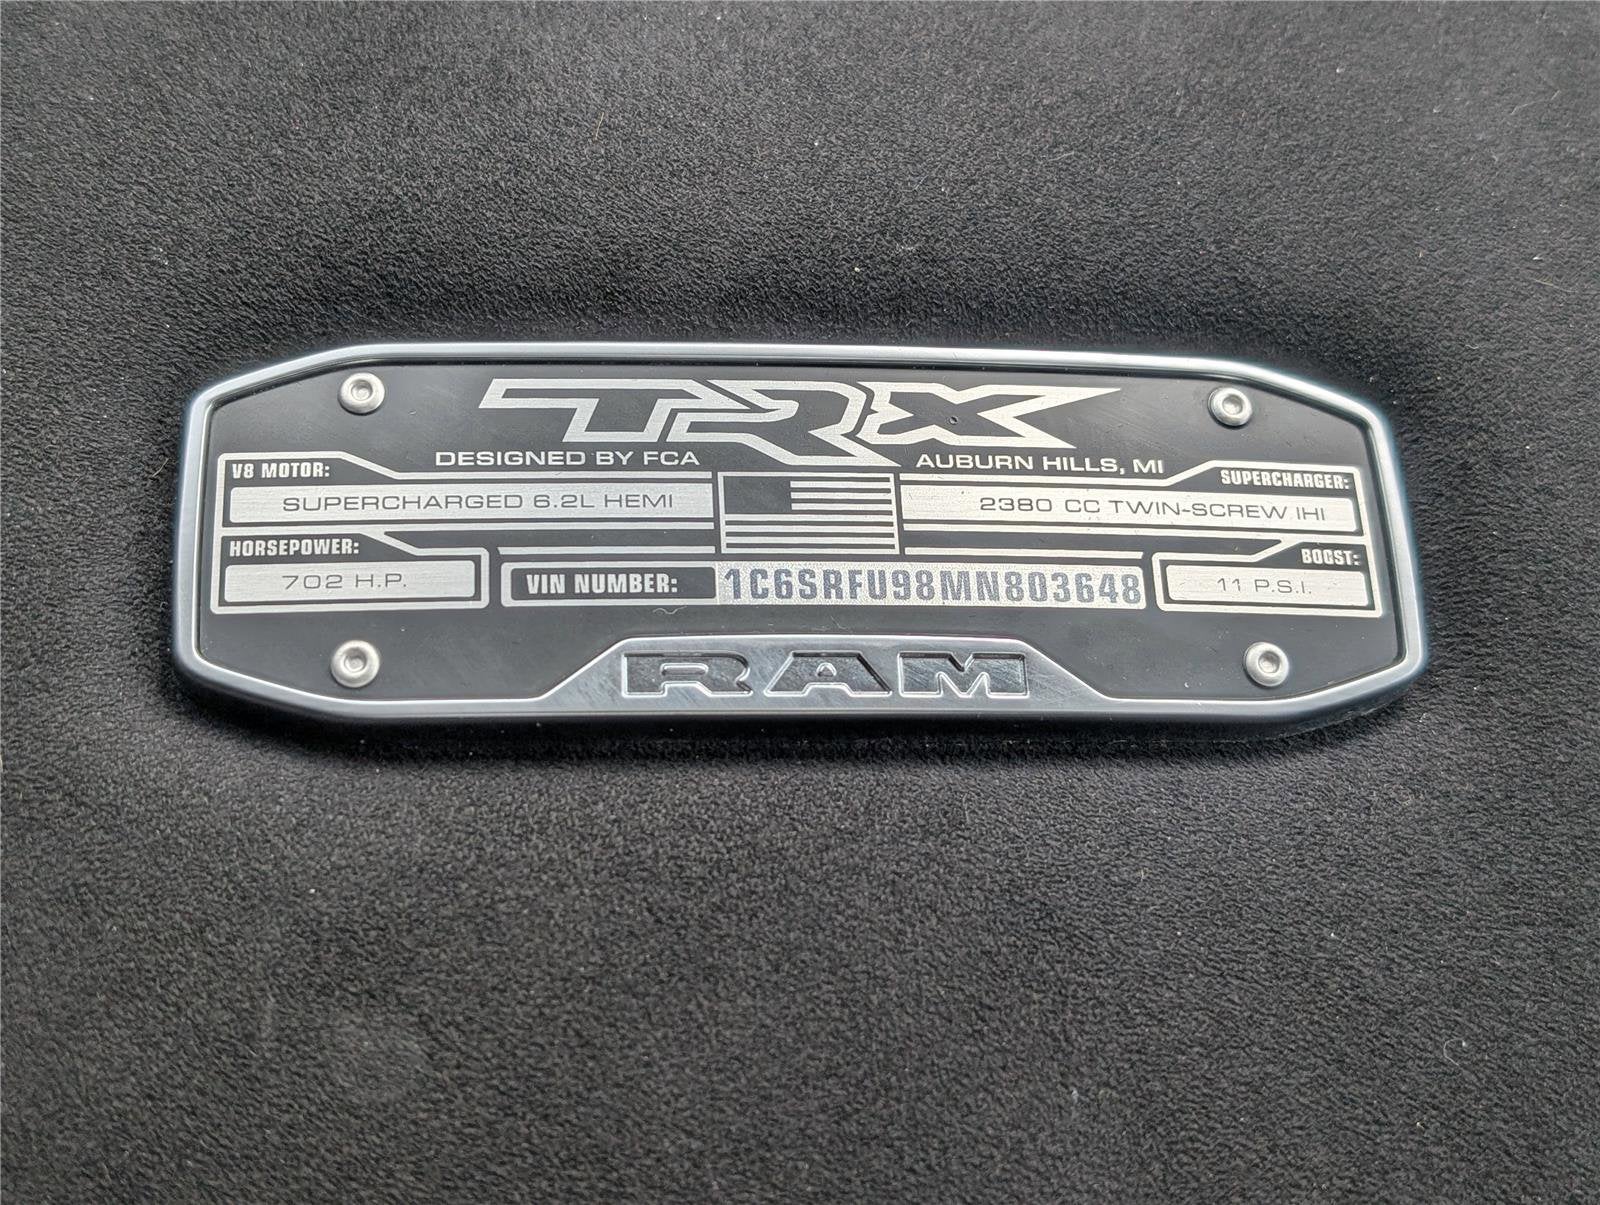 TRX
DESIGNED BY FCA AUBURN HILLS, MI
V8 MOTOR: SUPERCHARGER:
SUPERCHARGED 6.2L HEMI 2380 CC TWIN-SCREW IHI
HORSEPOWER: BOOST:
702 H.P. VIN NUMBER: 1C6SRFU98MN803648 11 P.S.I.
RAM